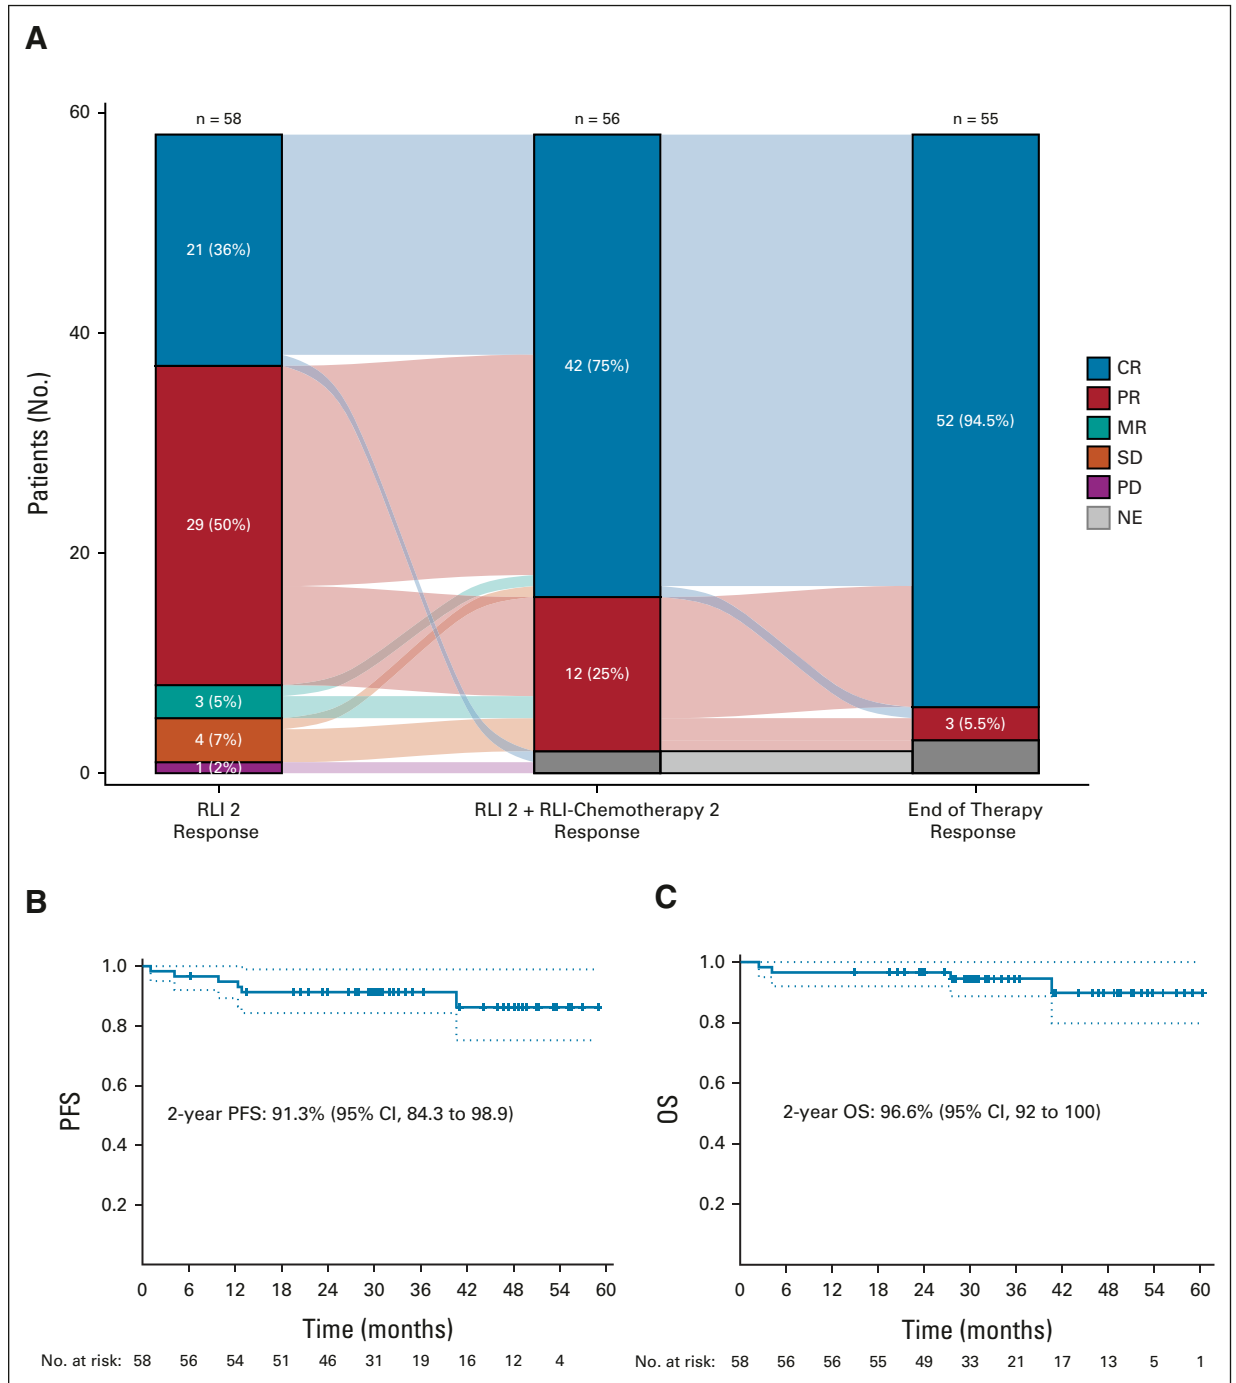 A
60
40
20
0
Patients (No.)
n = 58
n = 56
n = 55
21 (36%)
29 (50%)
3 (5%)
4 (7%)
1 (2%)
42 (75%)
12 (25%)
52 (94.5%)
3 (5.5%)
CR
PR
MR
SD
PD
NE
RLI 2
Response
RLI 2 + RLI-Chemotherapy 2
Response
End of Therapy
Response
B
1.0
0.8
0.6
0.4
0.2
PFS
2-year PFS: 91.3% (95% CI, 84.3 to 98.9)
0 6 12 18 24 30 36 42 48 54 60
Time (months)
No. at risk: 58 56 54 51 46 31 19 16 12 4
C
1.0
0.8
0.6
0.4
0.2
OS
2-year OS: 96.6% (95% CI, 92 to 100)
0 6 12 18 24 30 36 42 48 54 60
Time (months)
No. at risk: 58 56 56 55 49 33 21 17 13 5 1